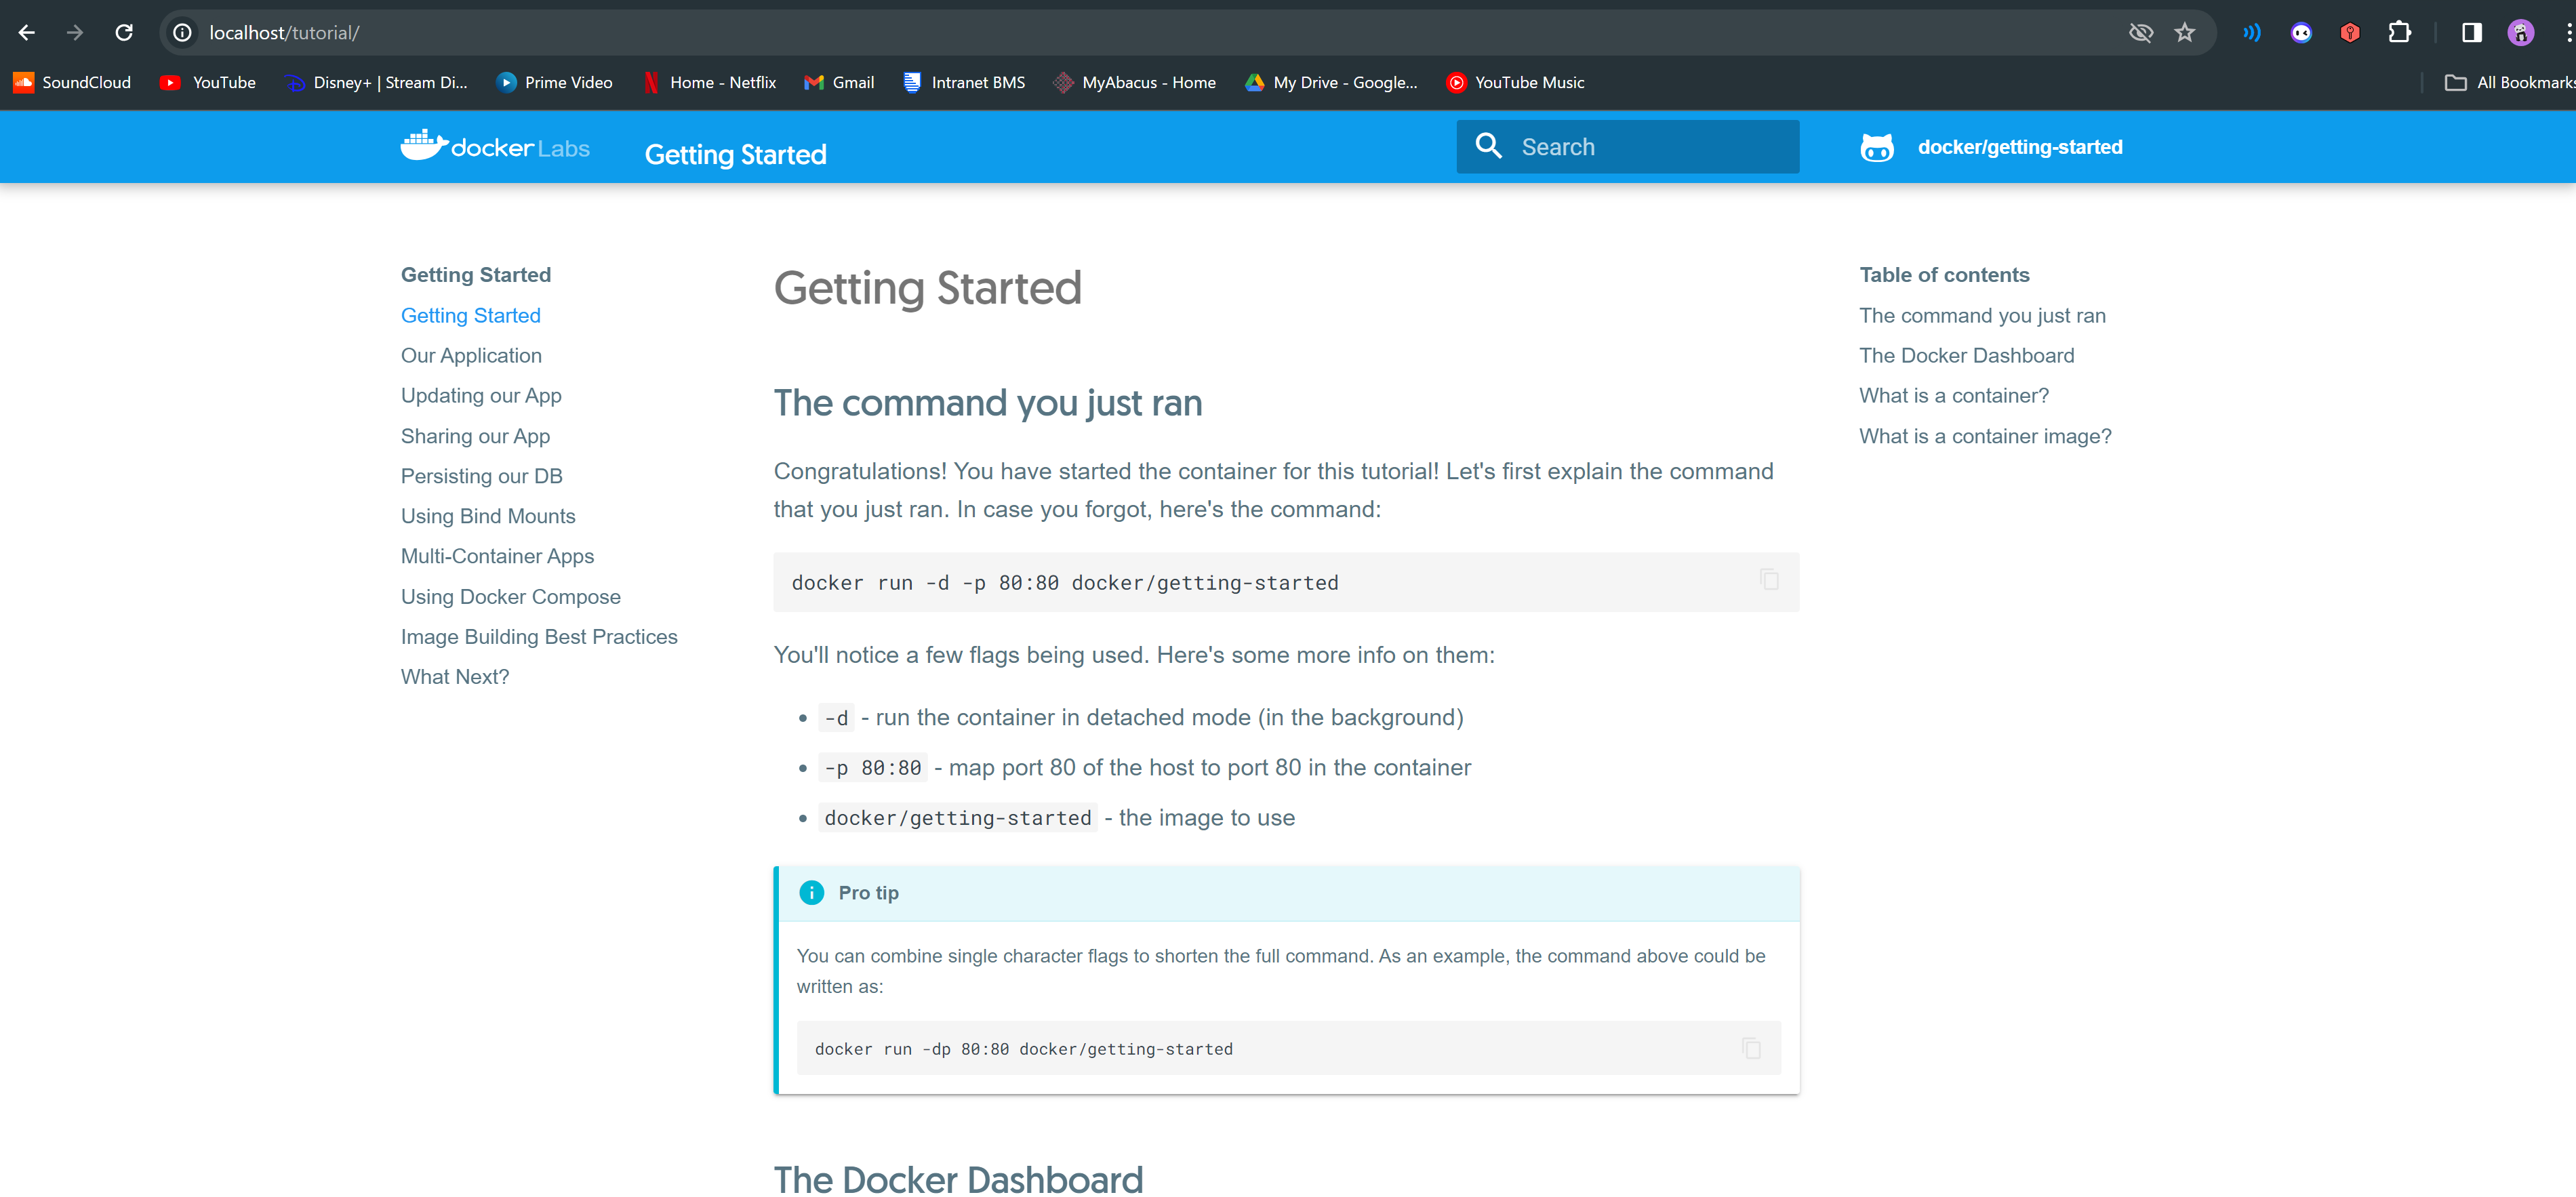 localhost/tutorial/
SoundCloud YouTube Disney+ | Stream Di... Prime Video Home - Netflix Gmail Intranet BMS MyAbacus - Home My Drive - Google... YouTube Music All Bookmarks
docker Labs Getting Started Search docker/getting-started
Getting Started
Getting Started
Our Application
Updating our App
Sharing our App
Persisting our DB
Using Bind Mounts
Multi-Container Apps
Using Docker Compose
Image Building Best Practices
What Next?
Getting Started
The command you just ran
Congratulations! You have started the container for this tutorial! Let's first explain the command
that you just ran. In case you forgot, here's the command:
docker run -d -p 80:80 docker/getting-started
You'll notice a few flags being used. Here's some more info on them:
• -d - run the container in detached mode (in the background)
• -p 80:80 - map port 80 of the host to port 80 in the container
• docker/getting-started - the image to use
Pro tip
You can combine single character flags to shorten the full command. As an example, the command above could be
written as:
docker run -dp 80:80 docker/getting-started
The Docker Dashboard
Table of contents
The command you just ran
The Docker Dashboard
What is a container?
What is a container image?